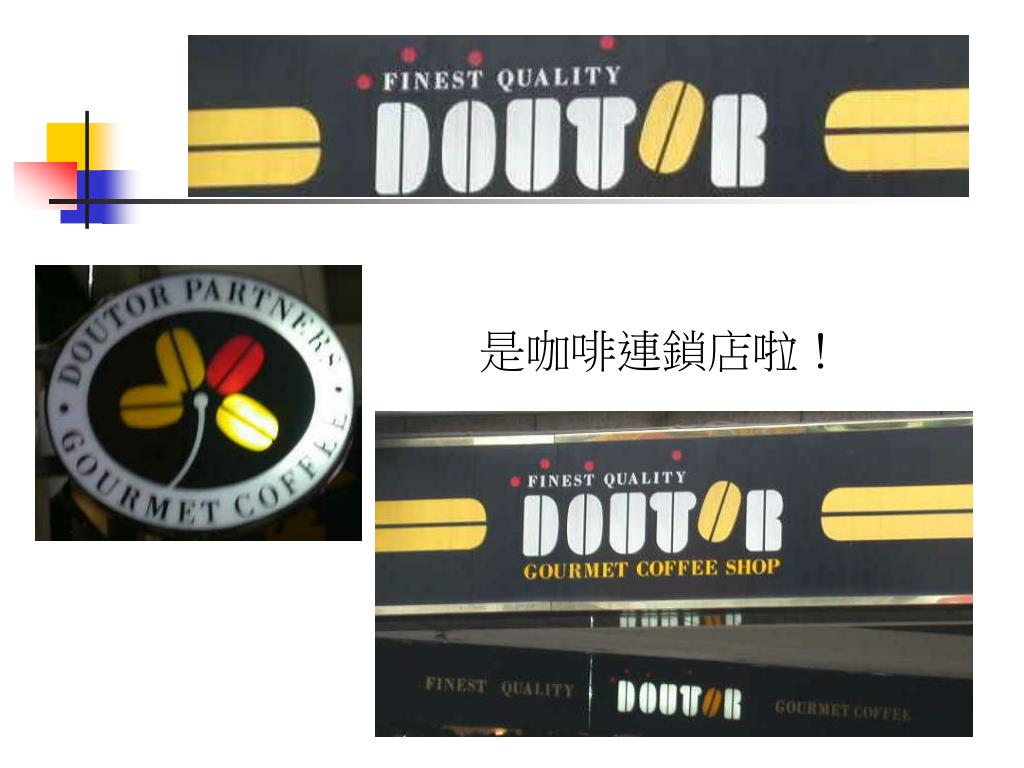 FINEST QUALITY
DOUTOR
DOUTOR PARTNERS
GOURMET COFFEE
是咖啡連鎖店啦！
FINEST QUALITY
DOUTOR
GOURMET COFFEE SHOP
FINEST QUALITY DOUTOR GOURMET COFFEE